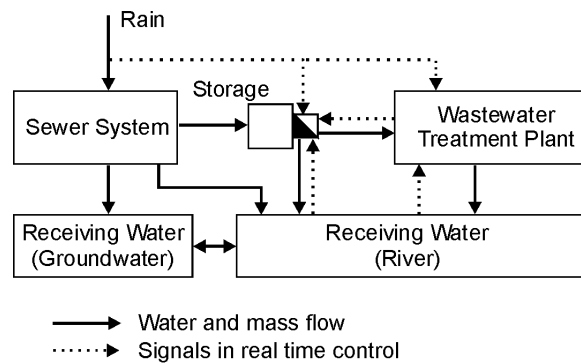 Rain
Storage
Sewer System
Wastewater
Treatment Plant
Receiving Water
(Groundwater)
Receiving Water
(River)
Water and mass flow
Signals in real time control